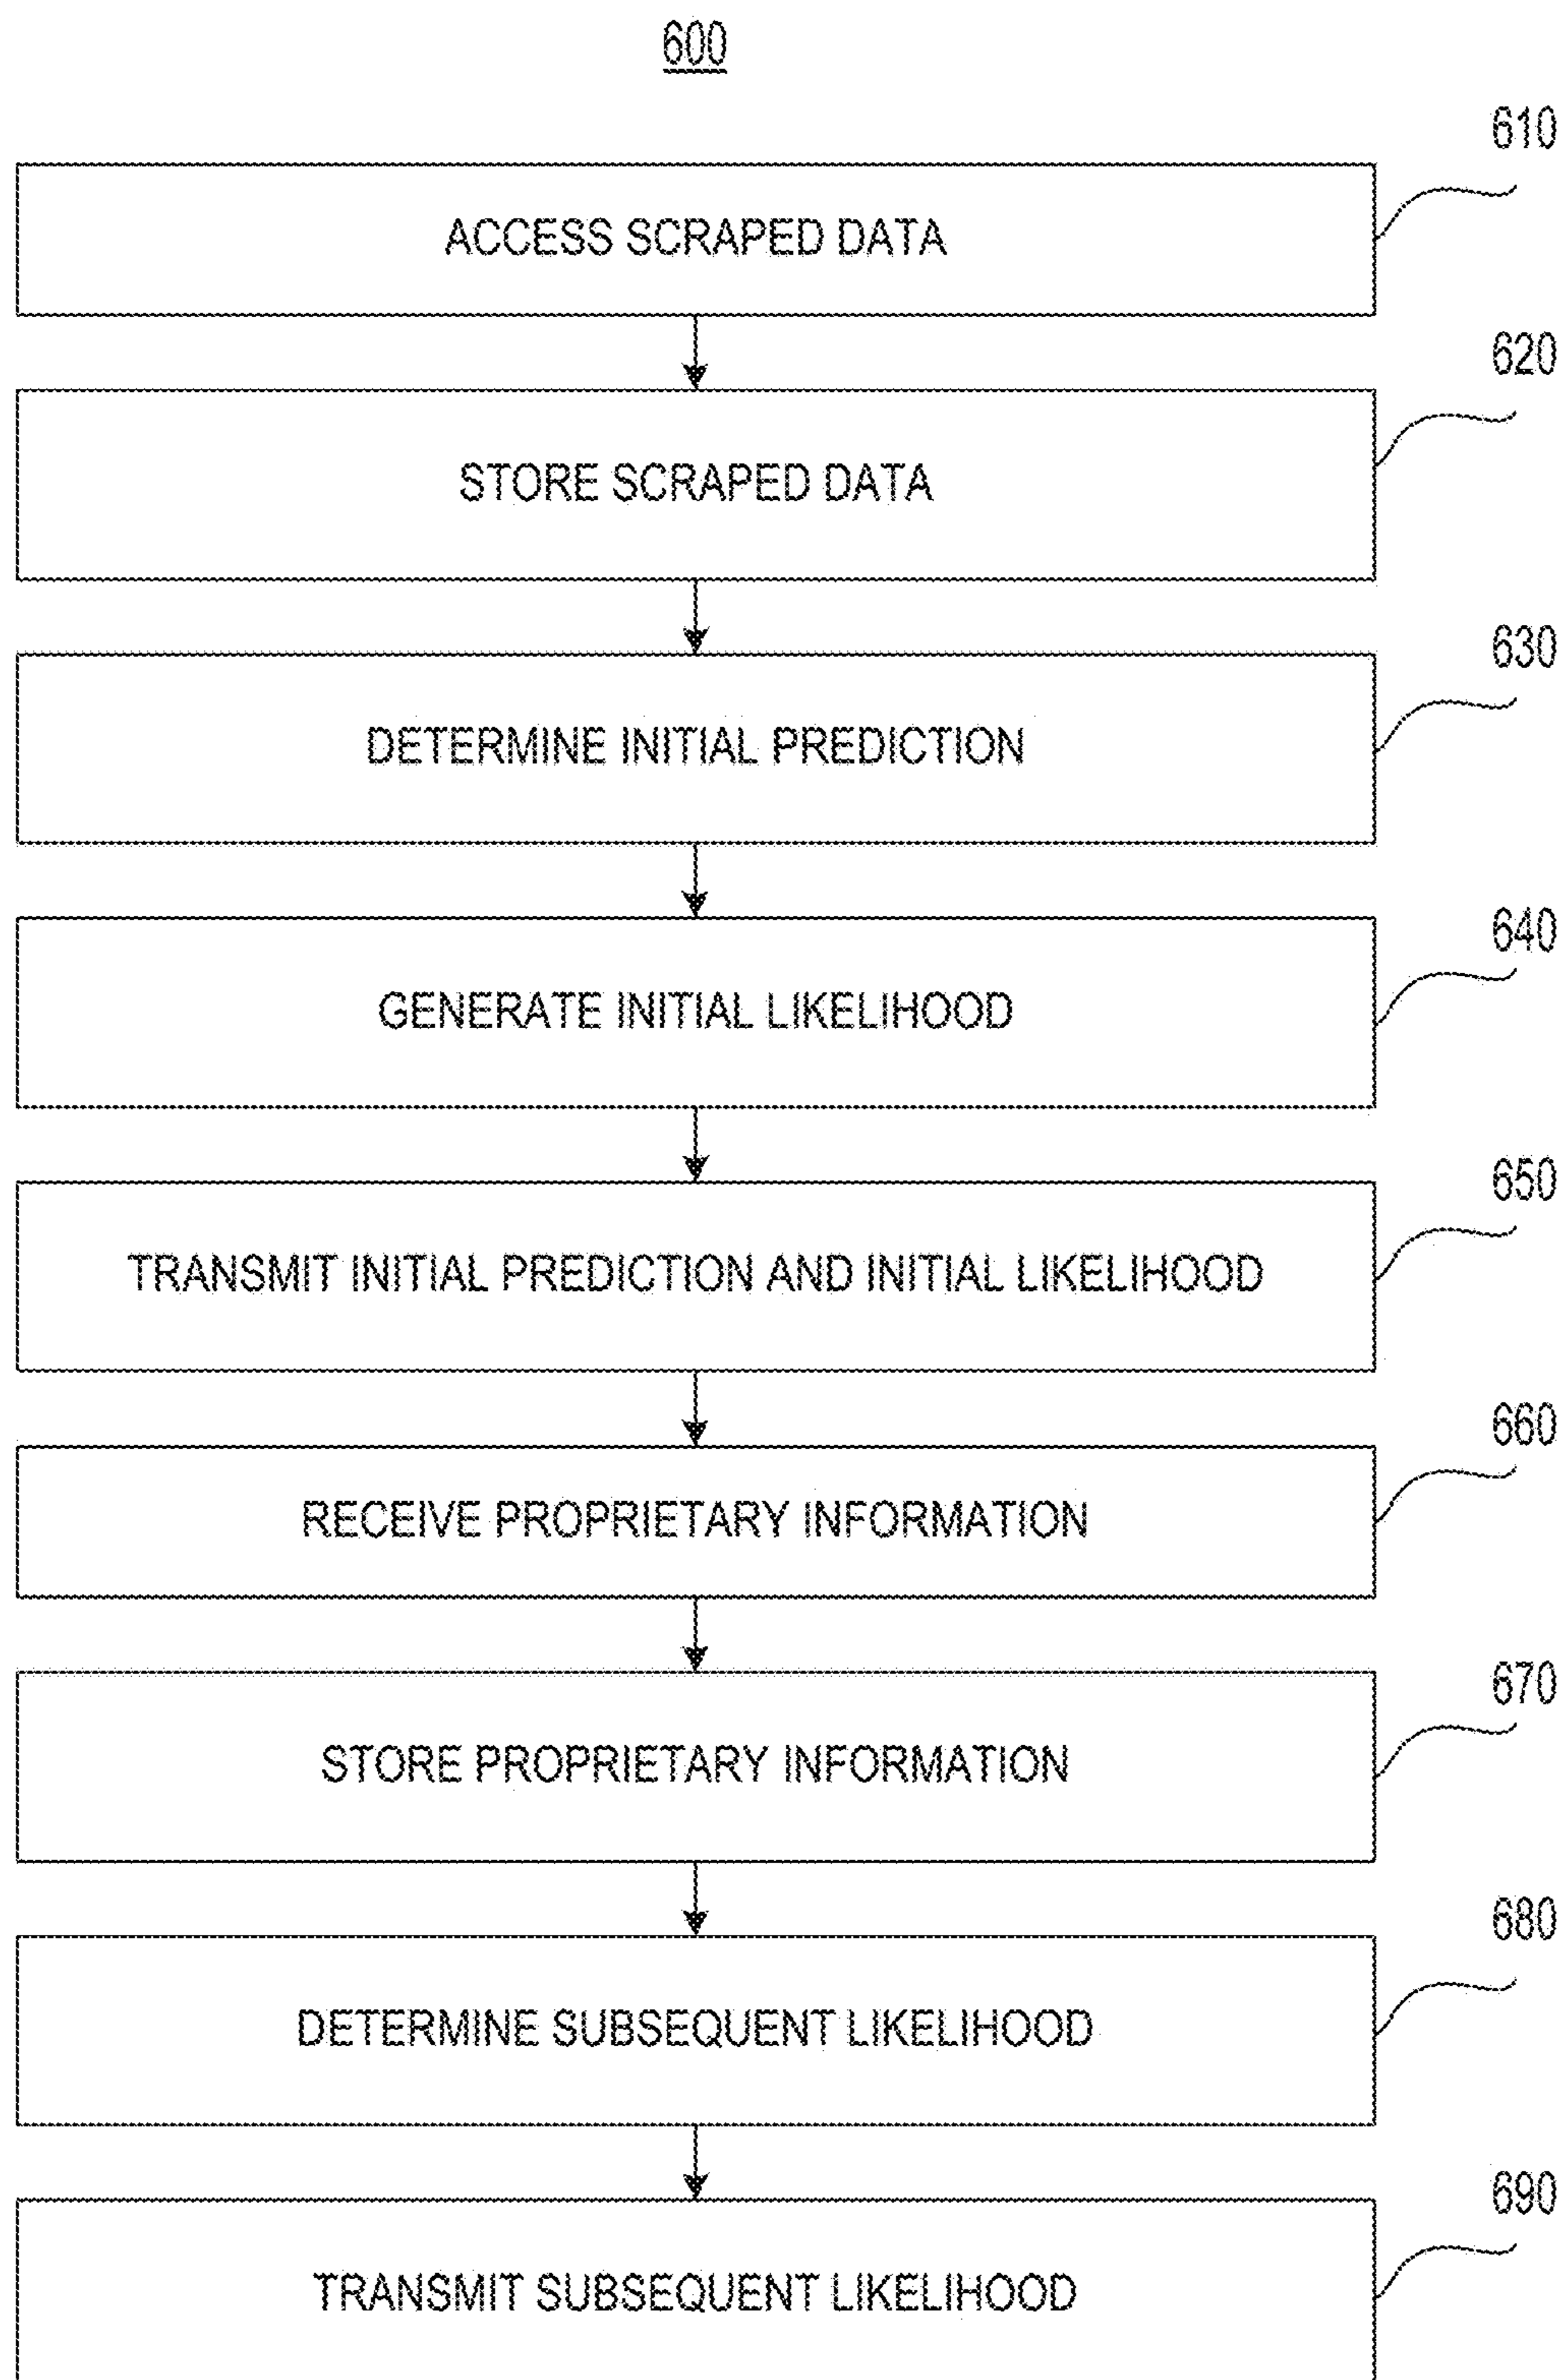 600
610
ACCESS SCRAPED DATA
620
STORE SCRAPED DATA
630
DETERMINE INITIAL PREDICTION
640
GENERATE INITIAL LIKELIHOOD
650
TRANSMIT INITIAL PREDICTION AND INITIAL LIKELIHOOD
660
RECEIVE PROPRIETARY INFORMATION
670
STORE PROPRIETARY INFORMATION
680
DETERMINE SUBSEQUENT LIKELIHOOD
690
TRANSMIT SUBSEQUENT LIKELIHOOD